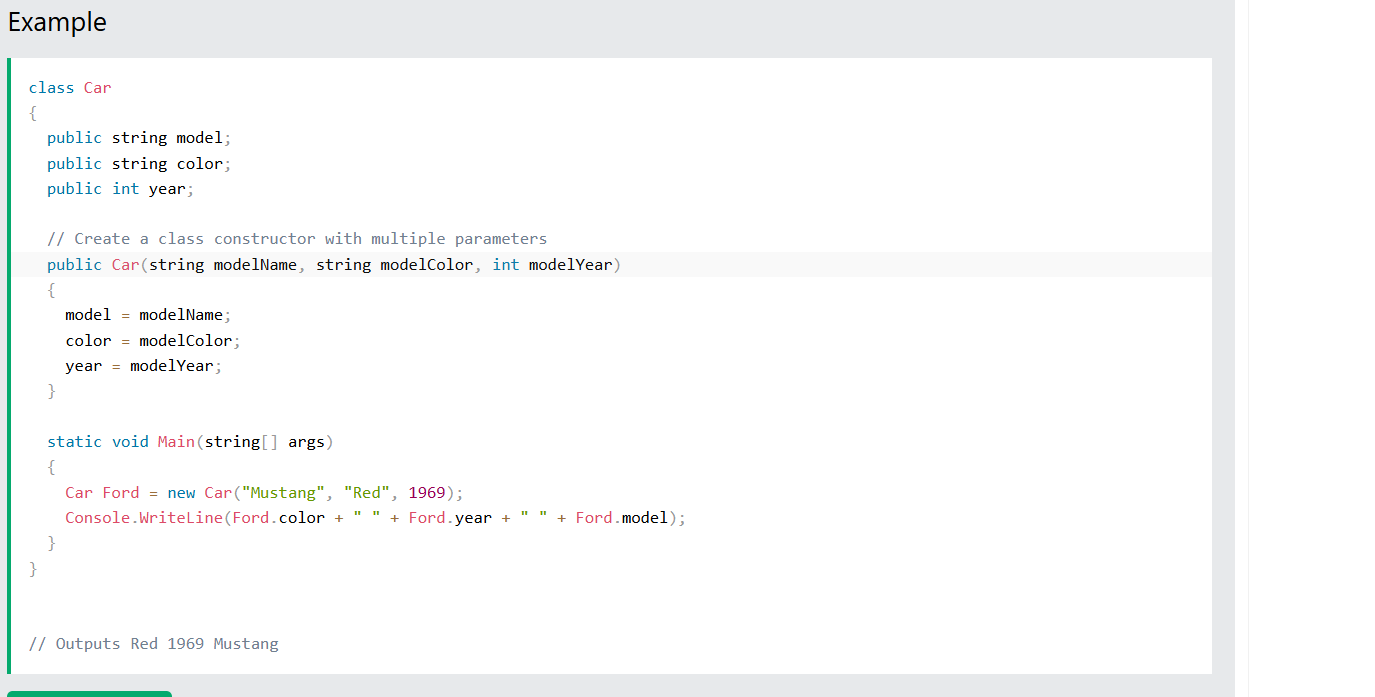 Example
class Car
{
  public string model;
  public string color;
  public int year;
  // Create a class constructor with multiple parameters
  public Car(string modelName, string modelColor, int modelYear)
  {
    model = modelName;
    color = modelColor;
    year = modelYear;
  }
  static void Main(string[] args)
  {
    Car Ford = new Car("Mustang", "Red", 1969);
    Console.WriteLine(Ford.color + " " + Ford.year + " " + Ford.model);
  }
}
// Outputs Red 1969 Mustang